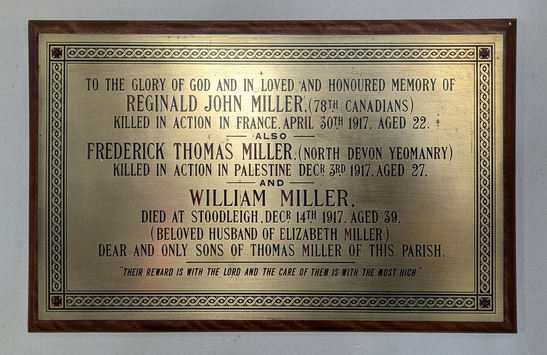 TO THE GLORY OF GOD AND IN LOVED AND HONOURED MEMORY OF
REGINALD JOHN MILLER, (78TH CANADIANS)
KILLED IN ACTION IN FRANCE, APRIL 30TH 1917, AGED 22.
ALSO
FREDERICK THOMAS MILLER, (NORTH DEVON YEOMANRY)
KILLED IN ACTION IN PALESTINE DECR 3RD 1917, AGED 27.
AND
WILLIAM MILLER,
DIED AT STOODLEIGH, DECR 14TH 1917, AGED 39.
(BELOVED HUSBAND OF ELIZABETH MILLER)
DEAR AND ONLY SONS OF THOMAS MILLER OF THIS PARISH.
"THEIR REWARD IS WITH THE LORD AND THE CARE OF THEM IS WITH THE MOST HIGH"